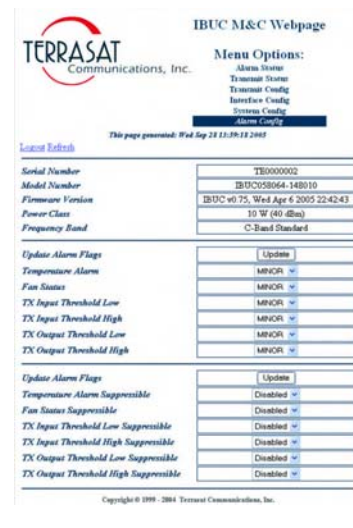 IBUC M&C Webpage
TERRASAT
Communications, Inc.
Menu Options:
Alarm Status
Transmit Status
Transmit Config
Interface Config
System Config
Alarm Config
This page generated: Wed Sep 28 13:39:18 2005
Logout Refresh
Serial Number TE0000002
Model Number IBUC058064-148010
Firmware Version IBUC v0.75, Wed Apr 6 2005 22:42:43
Power Class 10 W (40 dBm)
Frequency Band C-Band Standard
Update Alarm Flags Update
Temperature Alarm MINOR
Fan Status MINOR
TX Input Threshold Low MINOR
TX Input Threshold High MINOR
TX Output Threshold Low MINOR
TX Output Threshold High MINOR
Update Alarm Flags Update
Temperature Alarm Suppressible Disabled
Fan Status Suppressible Disabled
TX Input Threshold Low Suppressible Disabled
TX Input Threshold High Suppressible Disabled
TX Output Threshold Low Suppressible Disabled
TX Output Threshold High Suppressible Disabled
Copyright © 1999 - 2004 Terrasat Communications, Inc.